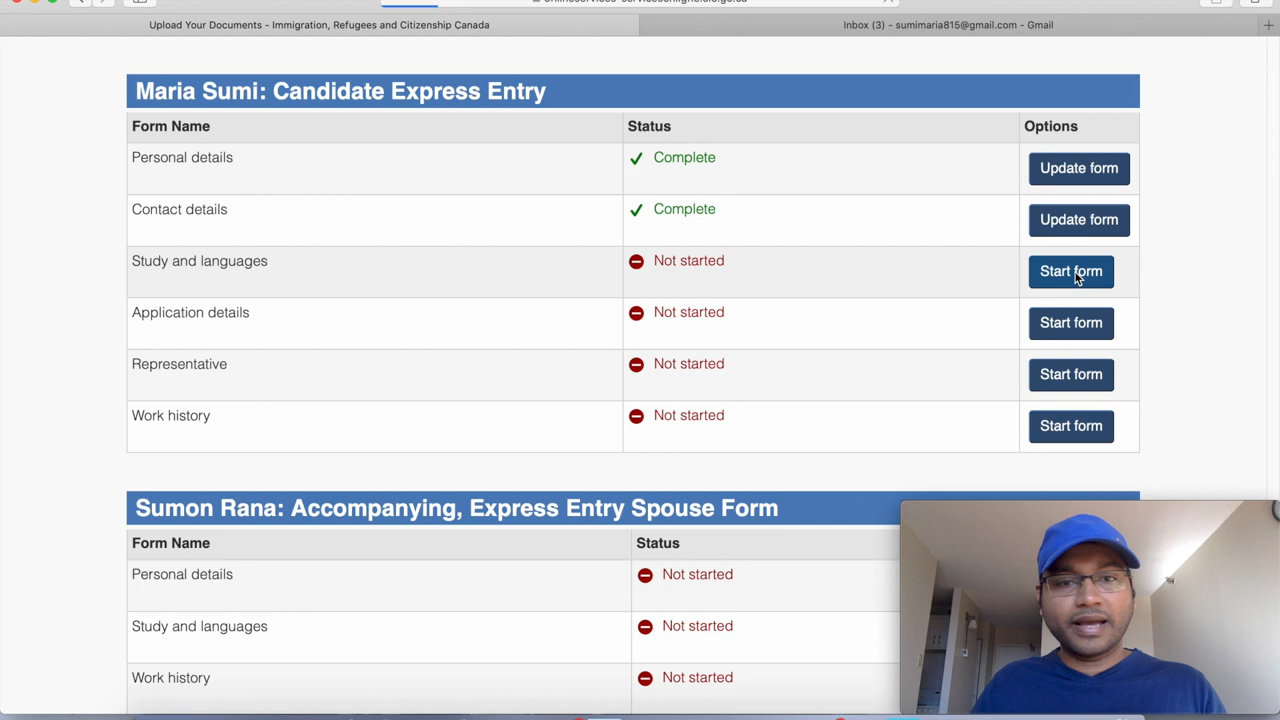 Upload Your Documents - Immigration, Refugees and Citizenship Canada
Inbox (3) - sumimaria815@gmail.com - Gmail
Maria Sumi: Candidate Express Entry
Form Name Status Options
Personal details Complete Update form
Contact details Complete Update form
Study and languages Not started Start form
Application details Not started Start form
Representative Not started Start form
Work history Not started Start form
Sumon Rana: Accompanying, Express Entry Spouse Form
Form Name Status
Personal details Not started
Study and languages Not started
Work history Not started